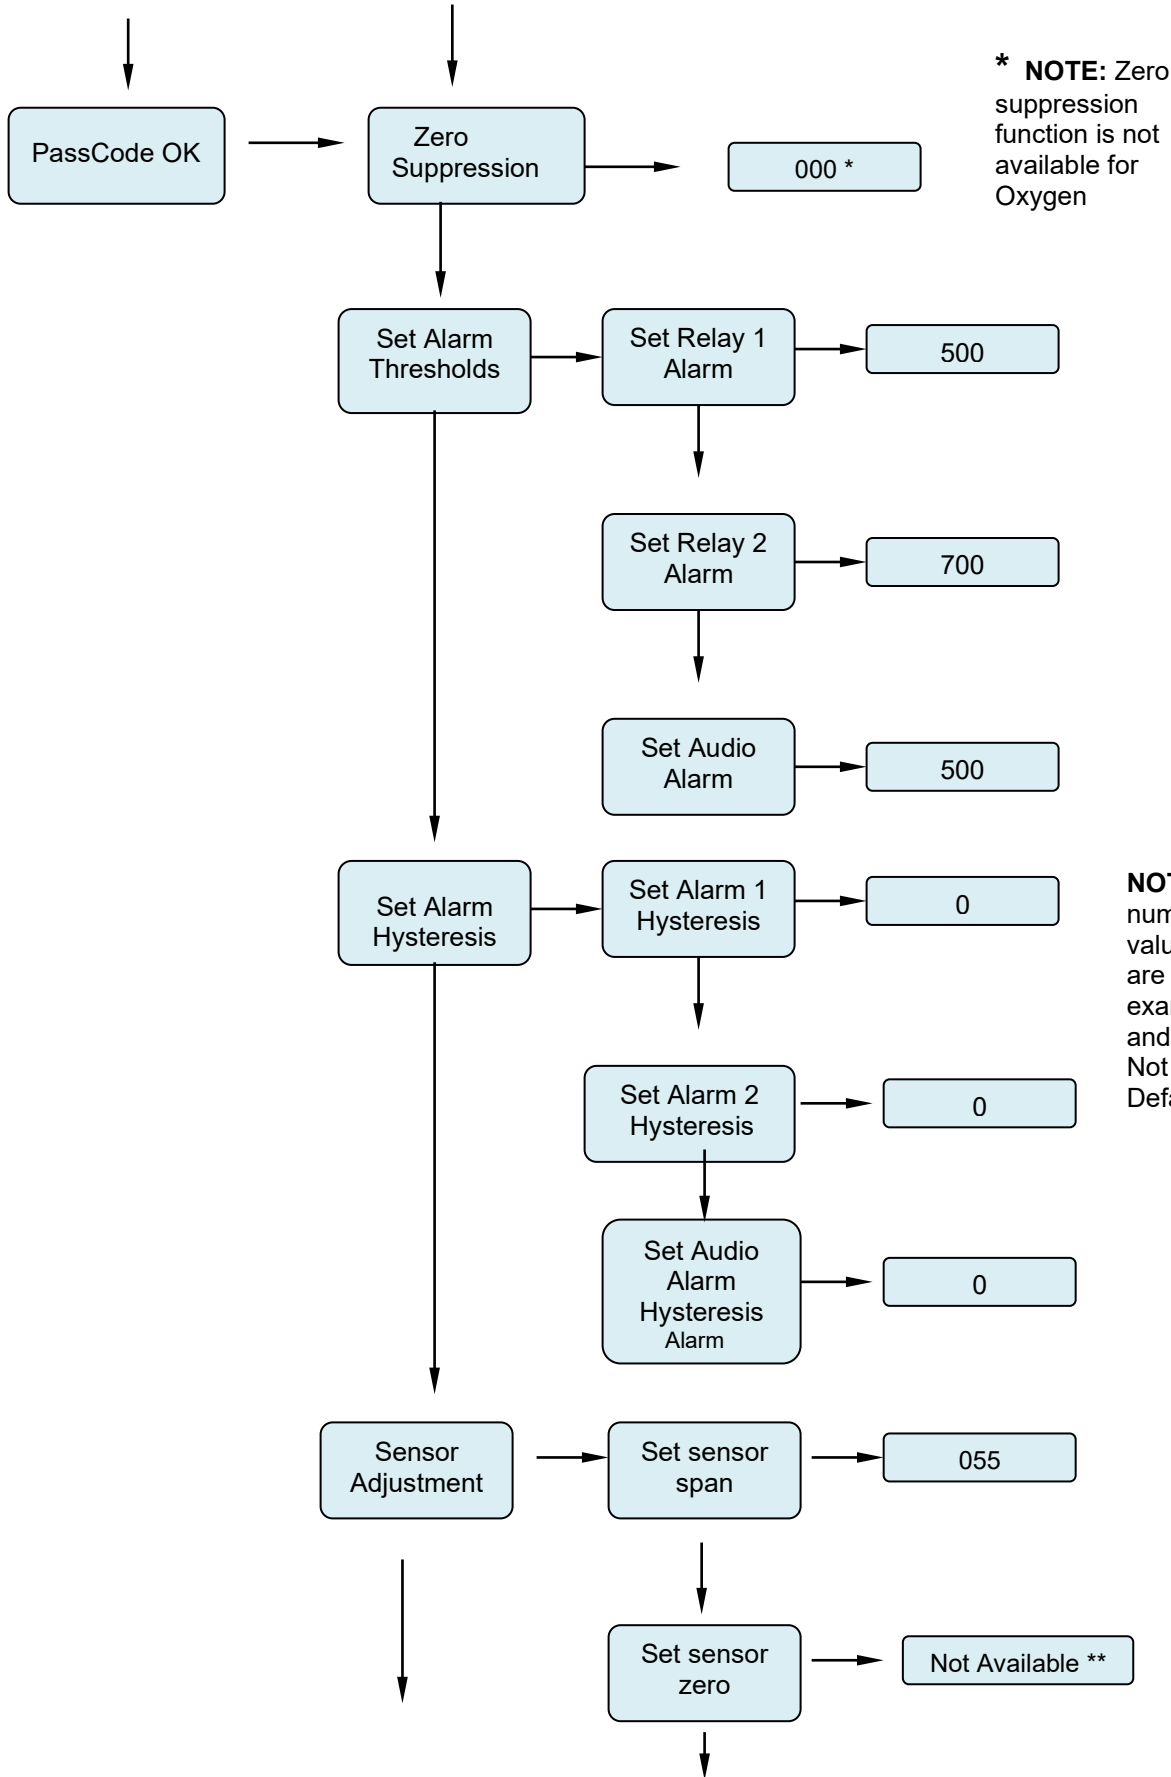 * NOTE: Zero
suppression
function is not
available for
Oxygen
PassCode OK
Zero
Suppression
000 *
Set Alarm
Thresholds
Set Relay 1
Alarm
500
Set Relay 2
Alarm
700
Set Audio
Alarm
500
Set Alarm
Hysteresis
Set Alarm 1
Hysteresis
0
are
and
Not
Set Alarm 2
Hysteresis
0
Set Audio
Alarm
Hysteresis
Alarm
0
Sensor
Adjustment
Set sensor
span
055
Set sensor
zero
Not Available **